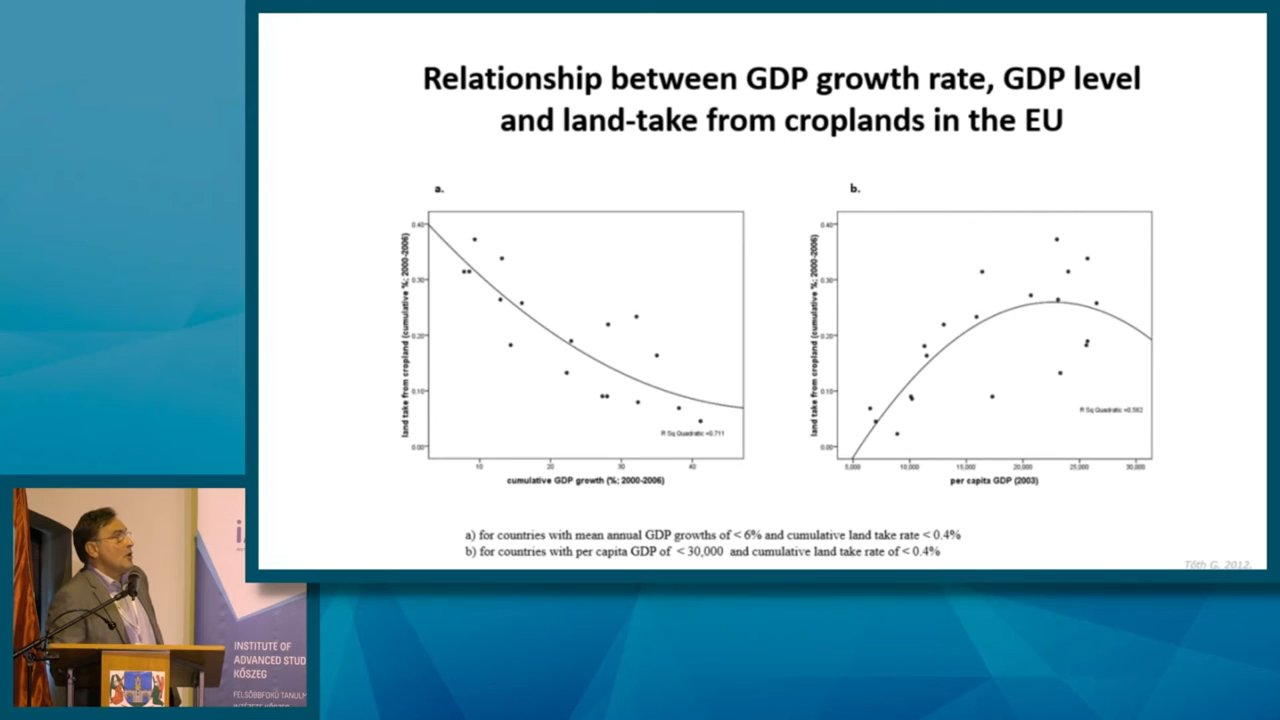 Relationship between GDP growth rate, GDP level
and land-take from croplands in the EU
a.
land take from cropland (cumulative %; 2000-2006)
0.40
0.30
0.20
0.10
0.00
R Sq Quadratic =0.711
10
20
30
40
cumulative GDP growth (%; 2000-2006)
b.
land take from cropland (cumulative %; 2000-2006)
0.40
0.30
0.20
0.10
0.00
R Sq Quadratic =0.582
5,000
10,000
15,000
20,000
25,000
30,000
per capita GDP (2003)
a) for countries with mean annual GDP growths of < 6% and cumulative land take rate < 0.4%
b) for countries with per capita GDP of < 30,000 and cumulative land take rate of < 0.4%
Tóth G. 2012.
INSTITUTE OF
ADVANCED STUD
KŐSZEG
FELSŐBBFOKÚ TANULM